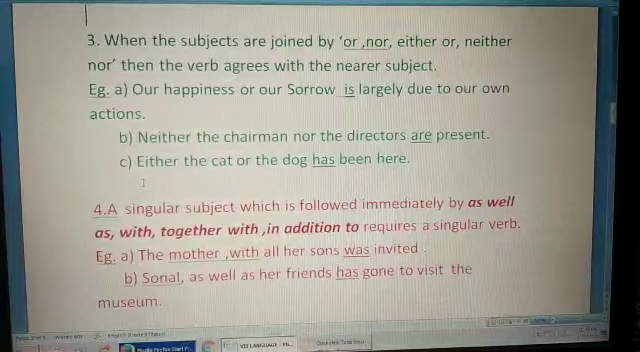 3. When the subjects are joined by ‘or ,nor, either or, neither
nor’ then the verb agrees with the nearer subject.
Eg. a) Our happiness or our Sorrow is largely due to our own
actions.
b) Neither the chairman nor the directors are present.
c) Either the cat or the dog has been here.
4.A singular subject which is followed immediately by as well
as, with, together with ,in addition to requires a singular verb.
Eg. a) The mother ,with all her sons was invited .
b) Sonal, as well as her friends has gone to visit the
museum.